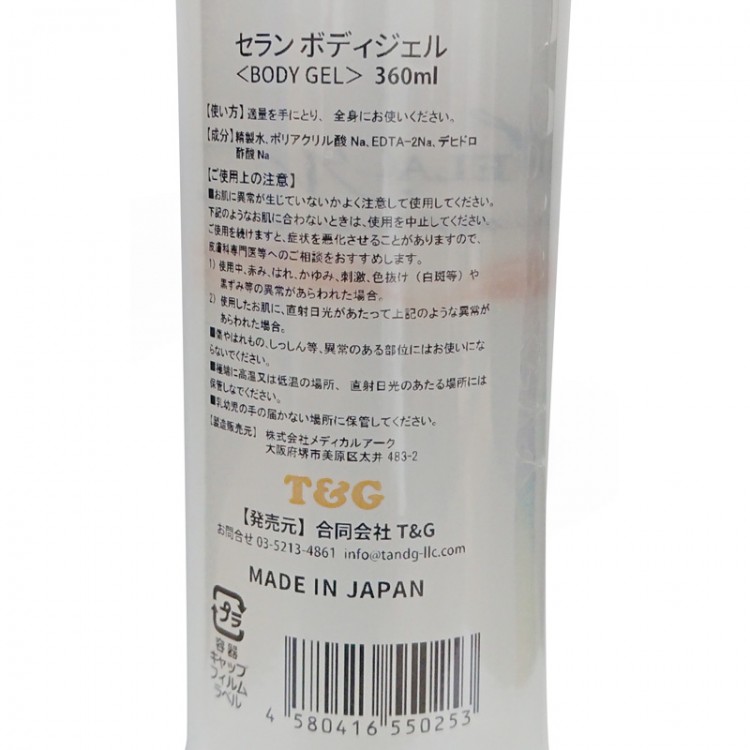 セラン ボディジェル
<BODY GEL> 360ml
【使い方】 適量を手にとり、 全身にお使いください。
【成分】 精製水、ポリアクリル酸 Na、EDTA-2Na、デヒドロ
酢酸 Na
【ご使用上の注意】
■お肌に異常が生じていないかよく注意して使用してください。
下記のようなお肌に合わないときは、使用を中止してください。
ご使用を続けますと、症状を悪化させることがありますので、
皮膚科専門医等へのご相談をおすすめします。
1) 使用中、赤み、はれ、かゆみ、刺激、色抜け（白斑等）や
黒ずみ等の異常があらわれた場合。
2) 使用したお肌に、直射日光があたって上記のような異常が
あらわれた場合。
■傷やはれもの、しっしん等、異常のある部位にはお使いにな
らないでください。
■極端に高温又は低温の場所、 直射日光のあたる場所には
保管しなでください。
■乳幼児の手の届かない場所に保管してください。
【製造販売元】 株式会社メディカルアーク
大阪府堺市美原区太井 483-2
T&G
【発売元】 合同会社 T&G
お問合せ 03-5213-4861 info@tandg-llc.com
MADE IN JAPAN
プラ
容器
キャップ
フィルム
ラベル
4 580416 550253